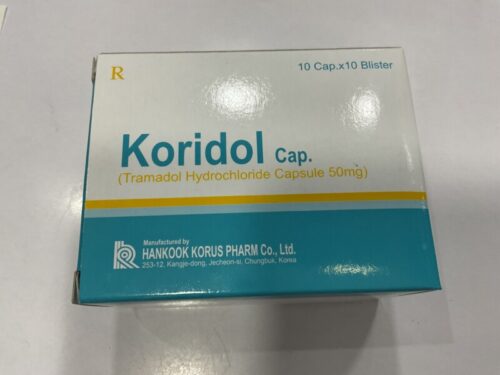 R
10 Cap.x10 Blister
Koridol Cap.
(Tramadol Hydrochloride Capsule 50mg)
Manufactured by
HANKOOK KORUS PHARM Co., Ltd.
253-12, Kangje-dong, Jecheon-si, Chungbuk, Korea